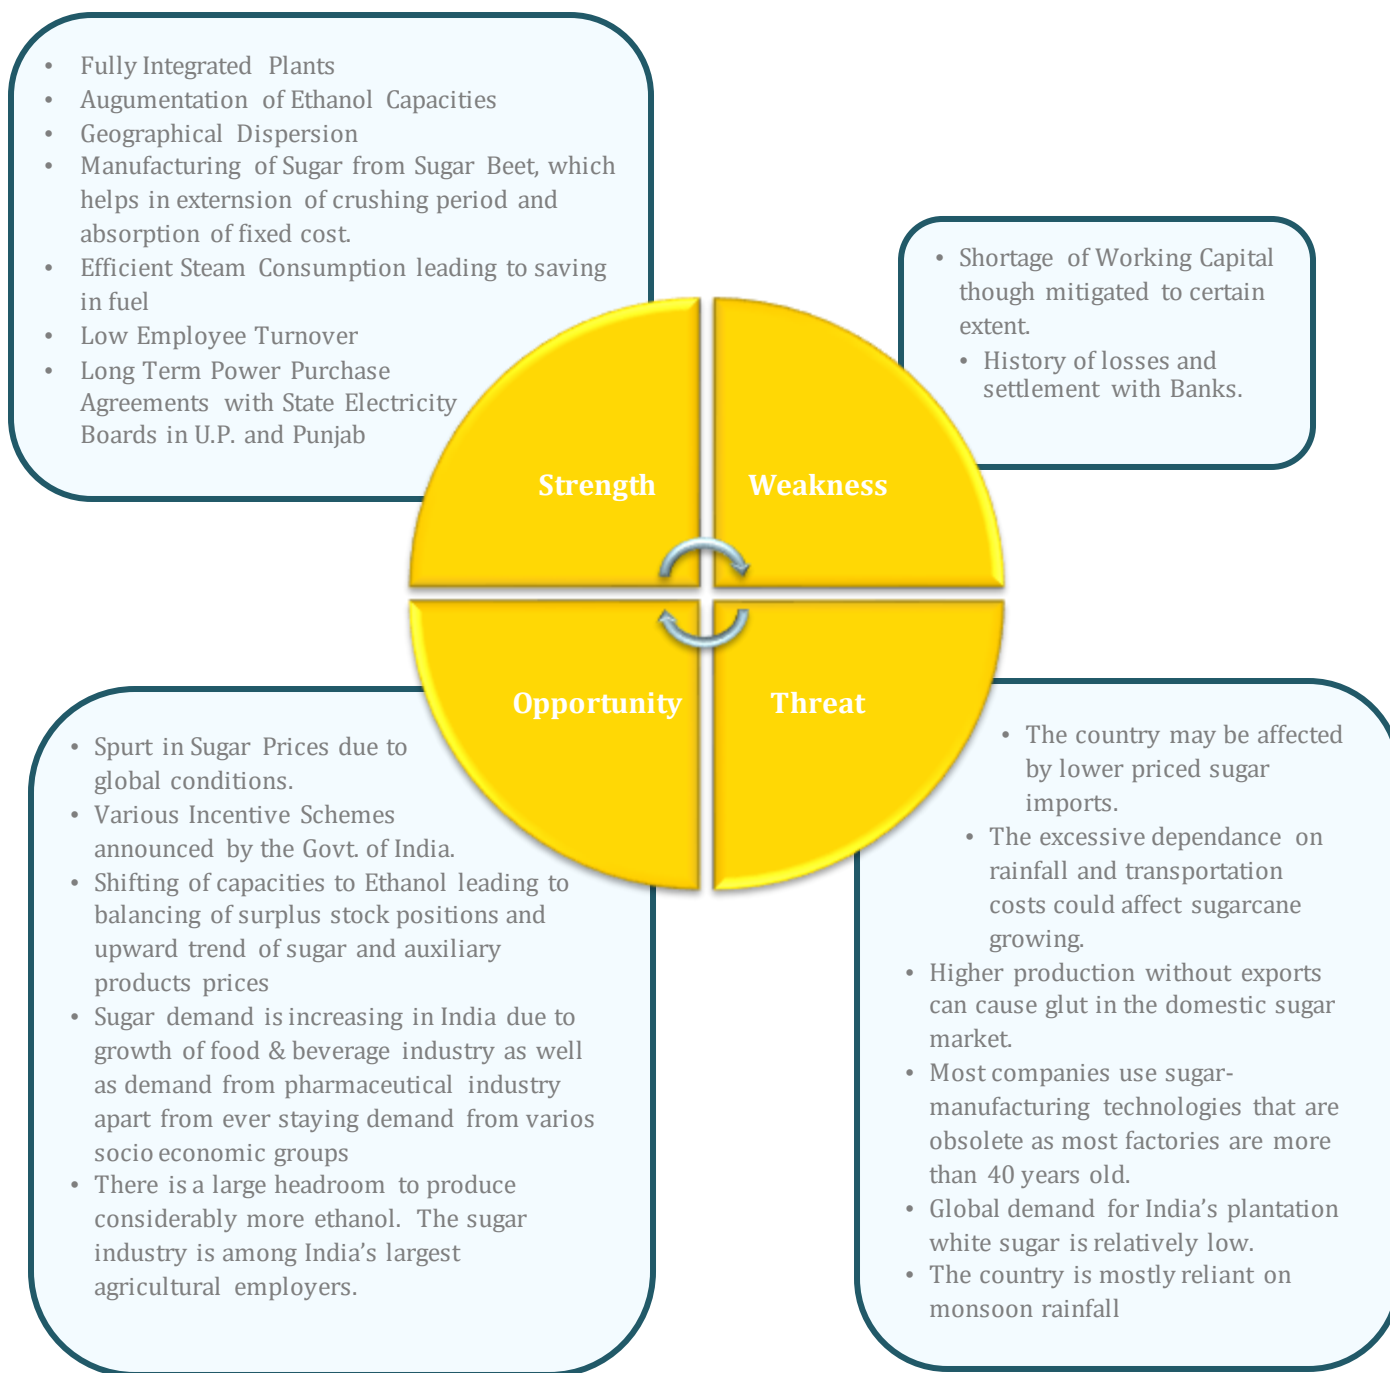 • Fully Integrated Plants
• Augumentation of Ethanol Capacities
• Geographical Dispersion
• Manufacturing of Sugar from Sugar Beet, which
helps in externsion of crushing period and
absorption of fixed cost.
• Efficient Steam Consumption leading to saving
in fuel
• Low Employee Turnover
• Long Term Power Purchase
Agreements with State Electricity
Boards in U.P. and Punjab
• Shortage of Working Capital
though mitigated to certain
extent.
• History of losses and
settlement with Banks.
Strength
Weakness
Opportunity
Threat
• Spurt in Sugar Prices due to
global conditions.
• Various Incentive Schemes
announced by the Govt. of India.
• Shifting of capacities to Ethanol leading to
balancing of surplus stock positions and
upward trend of sugar and auxiliary
products prices
• Sugar demand is increasing in India due to
growth of food & beverage industry as well
as demand from pharmaceutical industry
apart from ever staying demand from varios
socio economic groups
• There is a large headroom to produce
considerably more ethanol. The sugar
industry is among India’s largest
agricultural employers.
• The country may be affected
by lower priced sugar
imports.
• The excessive dependance on
rainfall and transportation
costs could affect sugarcane
growing.
• Higher production without exports
can cause glut in the domestic sugar
market.
• Most companies use sugar-
manufacturing technologies that are
obsolete as most factories are more
than 40 years old.
• Global demand for India’s plantation
white sugar is relatively low.
• The country is mostly reliant on
monsoon rainfall